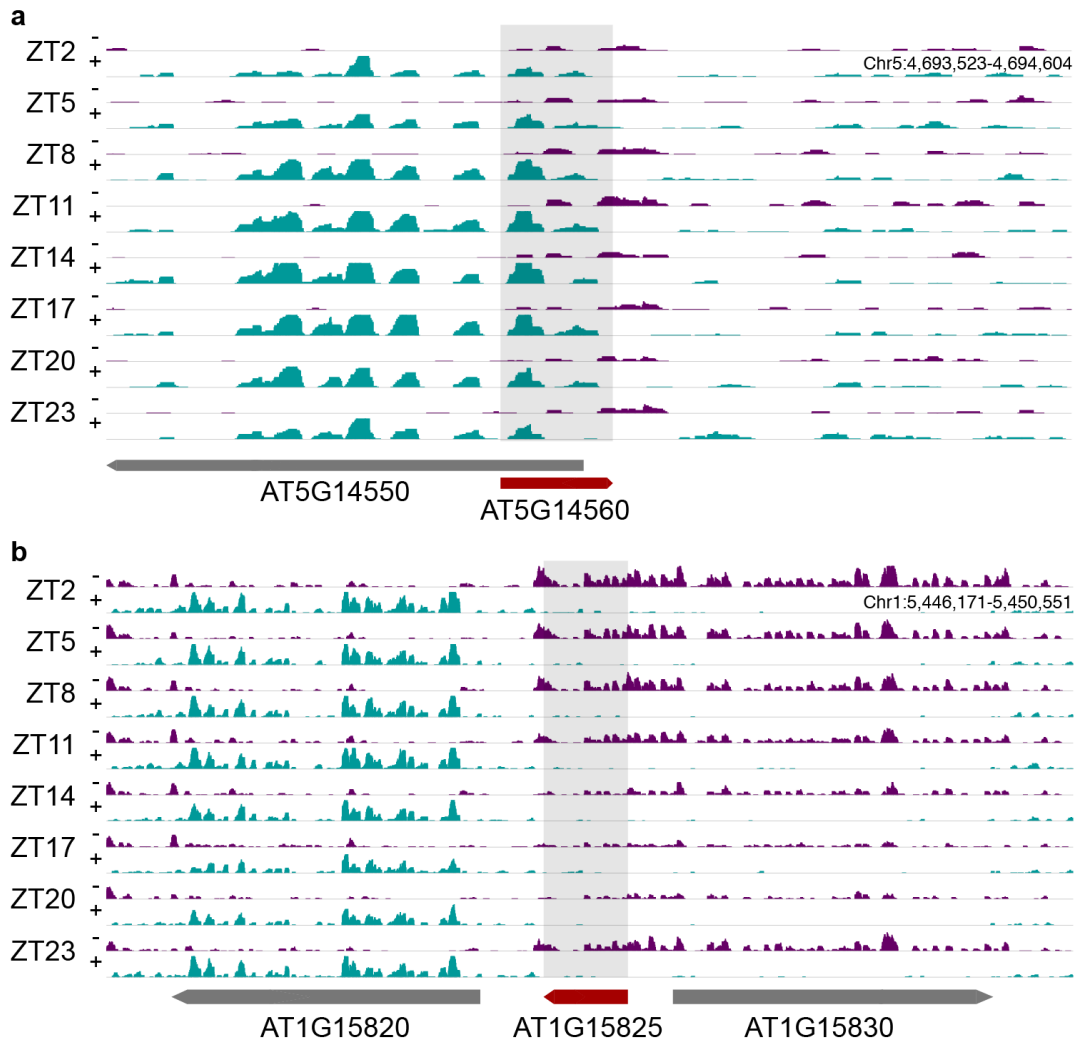 a
ZT2 - +
Chr5:4,693,523-4,694,604
ZT5 - +
ZT8 - +
ZT11 - +
ZT14 - +
ZT17 - +
ZT20 - +
ZT23 - +
AT5G14550
AT5G14560
b
ZT2 - +
Chr1:5,446,171-5,450,551
ZT5 - +
ZT8 - +
ZT11 - +
ZT14 - +
ZT17 - +
ZT20 - +
ZT23 - +
AT1G15820 AT1G15825 AT1G15830